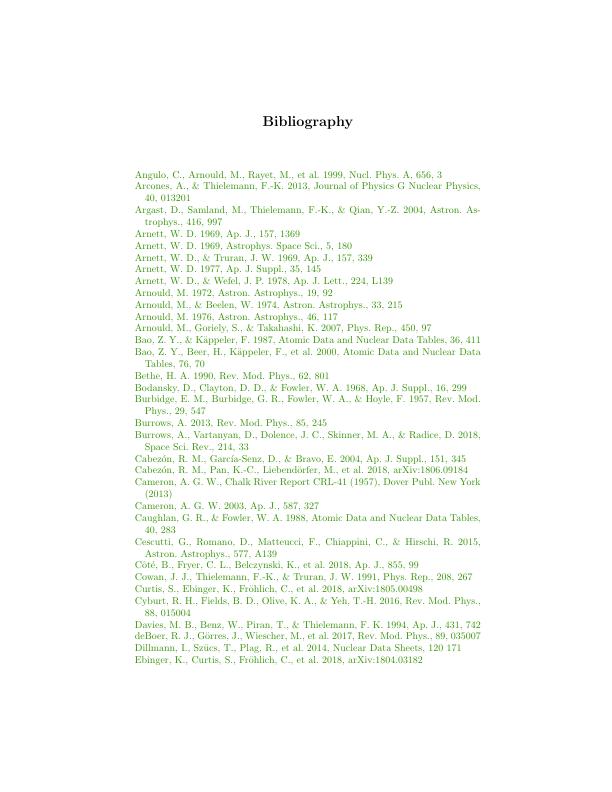 Bibliography
Angulo, C., Arnould, M., Rayet, M., et al. 1999, Nucl. Phys. A, 656, 3
Arcones, A., & Thielemann, F.-K. 2013, Journal of Physics G Nuclear Physics,
40, 013201
Argast, D., Samland, M., Thielemann, F.-K., & Qian, Y.-Z. 2004, Astron. As-
trophys., 416, 997
Arnett, W. D. 1969, Ap. J., 157, 1369
Arnett, W. D. 1969, Astrophys. Space Sci., 5, 180
Arnett, W. D., & Truran, J. W. 1969, Ap. J., 157, 339
Arnett, W. D. 1977, Ap. J. Suppl., 35, 145
Arnett, W. D., & Wefel, J. P. 1978, Ap. J. Lett., 224, L139
Arnould, M. 1972, Astron. Astrophys., 19, 92
Arnould, M., & Beelen, W. 1974, Astron. Astrophys., 33, 215
Arnould, M. 1976, Astron. Astrophys., 46, 117
Arnould, M., Goriely, S., & Takahashi, K. 2007, Phys. Rep., 450, 97
Bao, Z. Y., & Käppeler, F. 1987, Atomic Data and Nuclear Data Tables, 36, 411
Bao, Z. Y., Beer, H., Käppeler, F., et al. 2000, Atomic Data and Nuclear Data
Tables, 76, 70
Bethe, H. A. 1990, Rev. Mod. Phys., 62, 801
Bodansky, D., Clayton, D. D., & Fowler, W. A. 1968, Ap. J. Suppl., 16, 299
Burbidge, E. M., Burbidge, G. R., Fowler, W. A., & Hoyle, F. 1957, Rev. Mod.
Phys., 29, 547
Burrows, A. 2013, Rev. Mod. Phys., 85, 245
Burrows, A., Vartanyan, D., Dolence, J. C., Skinner, M. A., & Radice, D. 2018,
Space Sci. Rev., 214, 33
Cabezón, R. M., García-Senz, D., & Bravo, E. 2004, Ap. J. Suppl., 151, 345
Cabezón, R. M., Pan, K.-C., Liebendörfer, M., et al. 2018, arXiv:1806.09184
Cameron, A. G. W., Chalk River Report CRL-41 (1957), Dover Publ. New York
(2013)
Cameron, A. G. W. 2003, Ap. J., 587, 327
Caughlan, G. R., & Fowler, W. A. 1988, Atomic Data and Nuclear Data Tables,
40, 283
Cescutti, G., Romano, D., Matteucci, F., Chiappini, C., & Hirschi, R. 2015,
Astron. Astrophys., 577, A139
Côté, B., Fryer, C. L., Belczynski, K., et al. 2018, Ap. J., 855, 99
Cowan, J. J., Thielemann, F.-K., & Truran, J. W. 1991, Phys. Rep., 208, 267
Curtis, S., Ebinger, K., Fröhlich, C., et al. 2018, arXiv:1805.00498
Cyburt, R. H., Fields, B. D., Olive, K. A., & Yeh, T.-H. 2016, Rev. Mod. Phys.,
88, 015004
Davies, M. B., Benz, W., Piran, T., & Thielemann, F. K. 1994, Ap. J., 431, 742
deBoer, R. J., Görres, J., Wiescher, M., et al. 2017, Rev. Mod. Phys., 89, 035007
Dillmann, I., Szücs, T., Plag, R., et al. 2014, Nuclear Data Sheets, 120 171
Ebinger, K., Curtis, S., Fröhlich, C., et al. 2018, arXiv:1804.03182